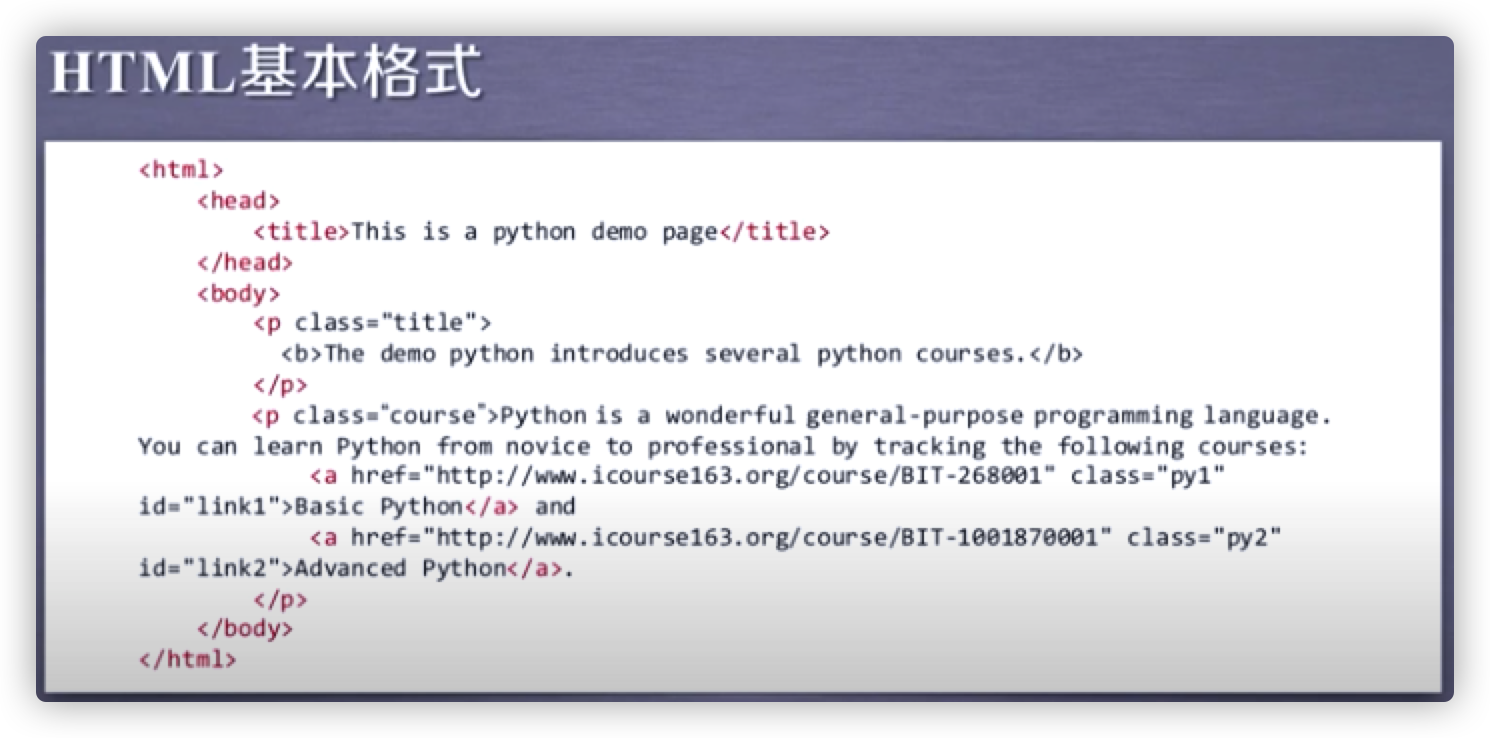 HTML基本格式
<html>
<head>
<title>This is a python demo page</title>
</head>
<body>
<p class="title">
<b>The demo python introduces several python courses.</b>
</p>
<p class="course">Python is a wonderful general-purpose programming language.
You can learn Python from novice to professional by tracking the following courses:
<a href="http://www.icourse163.org/course/BIT-268001" class="py1"
id="link1">Basic Python</a> and
<a href="http://www.icourse163.org/course/BIT-1001870001" class="py2"
id="link2">Advanced Python</a>.
</p>
</body>
</html>